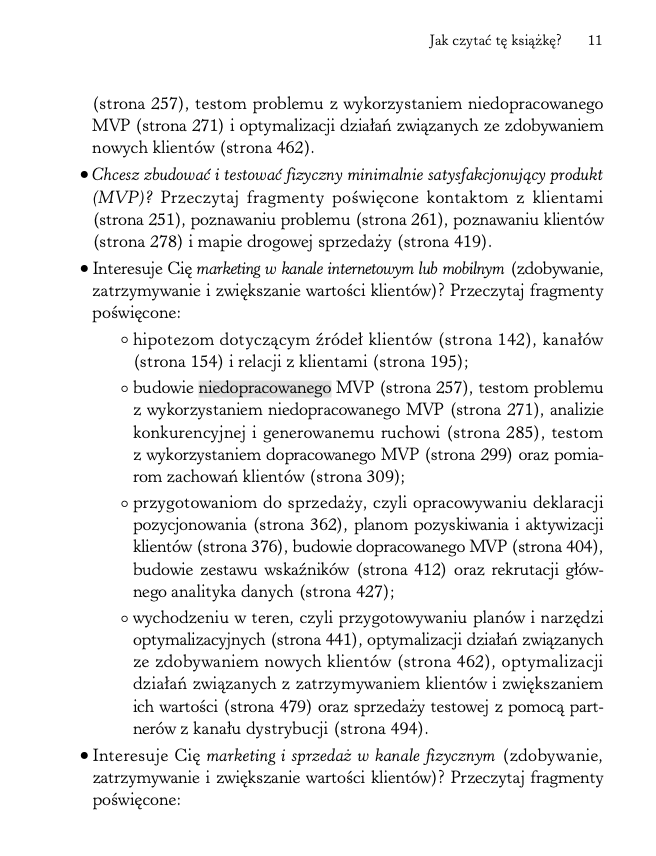 Jak czytać tę książkę? 11
(strona 257), testom problemu z wykorzystaniem niedopracowanego
MVP (strona 271) i optymalizacji działań związanych ze zdobywaniem
nowych klientów (strona 462).
● Chcesz zbudować i testować fizyczny minimalnie satysfakcjonujący produkt
(MVP)? Przeczytaj fragmenty poświęcone kontaktom z klientami
(strona 251), poznawaniu problemu (strona 261), poznawaniu klientów
(strona 278) i mapie drogowej sprzedaży (strona 419).
● Interesuje Cię marketing w kanale internetowym lub mobilnym (zdobywanie,
zatrzymywanie i zwiększanie wartości klientów)? Przeczytaj fragmenty
poświęcone:
○ hipotezom dotyczącym źródeł klientów (strona 142), kanałów
(strona 154) i relacji z klientami (strona 195);
○ budowie niedopracowanego MVP (strona 257), testom problemu
z wykorzystaniem niedopracowanego MVP (strona 271), analizie
konkurencyjnej i generowanemu ruchowi (strona 285), testom
z wykorzystaniem dopracowanego MVP (strona 299) oraz pomia-
rom zachowań klientów (strona 309);
○ przygotowaniom do sprzedaży, czyli opracowywaniu deklaracji
pozycjonowania (strona 362), planom pozyskiwania i aktywizacji
klientów (strona 376), budowie dopracowanego MVP (strona 404),
budowie zestawu wskaźników (strona 412) oraz rekrutacji głów-
nego analityka danych (strona 427);
○ wychodzeniu w teren, czyli przygotowywaniu planów i narzędzi
optymalizacyjnych (strona 441), optymalizacji działań związanych
ze zdobywaniem nowych klientów (strona 462), optymalizacji
działań związanych z zatrzymywaniem klientów i zwiększaniem
ich wartości (strona 479) oraz sprzedaży testowej z pomocą part-
nerów z kanału dystrybucji (strona 494).
● Interesuje Cię marketing i sprzedaż w kanale fizycznym (zdobywanie,
zatrzymywanie i zwiększanie wartości klientów)? Przeczytaj fragmenty
poświęcone: